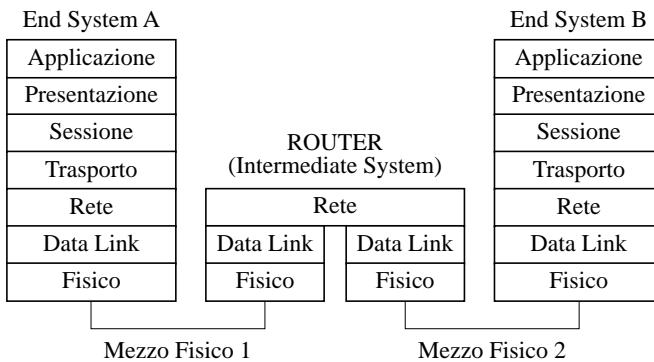 End System A
Applicazione
Presentazione
Sessione
Trasporto
Rete
Data Link
Fisico
ROUTER
(Intermediate System)
Rete
Data Link
Data Link
Fisico
Fisico
End System B
Applicazione
Presentazione
Sessione
Trasporto
Rete
Data Link
Fisico
Mezzo Fisico 1
Mezzo Fisico 2